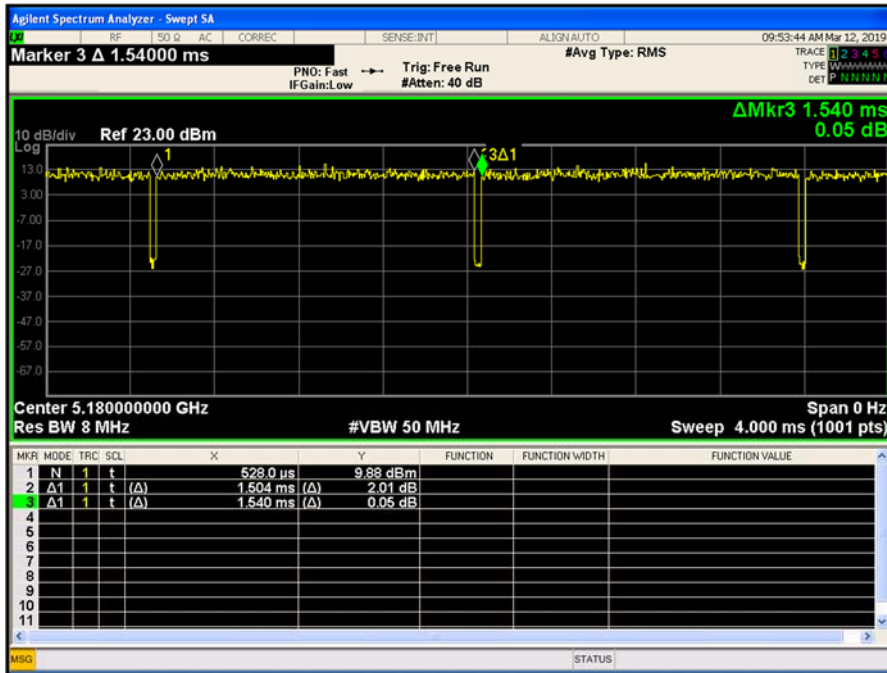 Agilent Spectrum Analyzer - Swept SA
LXI RF 50 Ω AC CORREC SENSE:INT ALIGN AUTO 09:53:44 AM Mar 12, 2019
Marker 3 Δ 1.54000 ms
PNO: Fast
IFGain:Low
Trig: Free Run
#Atten: 40 dB
#Avg Type: RMS
TRACE 1 2 3 4 5
TYPE W
DET P N N N N N
ΔMkr3 1.540 ms
0.05 dB
10 dB/div Ref 23.00 dBm
Log
1
3Δ1
13.0
3.00
-7.00
-17.0
-27.0
-37.0
-47.0
-57.0
-67.0
Center 5.180000000 GHz Span 0 Hz
Res BW 8 MHz #VBW 50 MHz Sweep 4.000 ms (1001 pts)
MKR MODE TRC SCL X Y FUNCTION FUNCTION WIDTH FUNCTION VALUE
1 N 1 t 528.0 µs 9.88 dBm
2 Δ1 1 t (Δ) 1.504 ms (Δ) 2.01 dB
3 Δ1 1 t (Δ) 1.540 ms (Δ) 0.05 dB
4
5
6
7
8
9
10
11
MSG STATUS